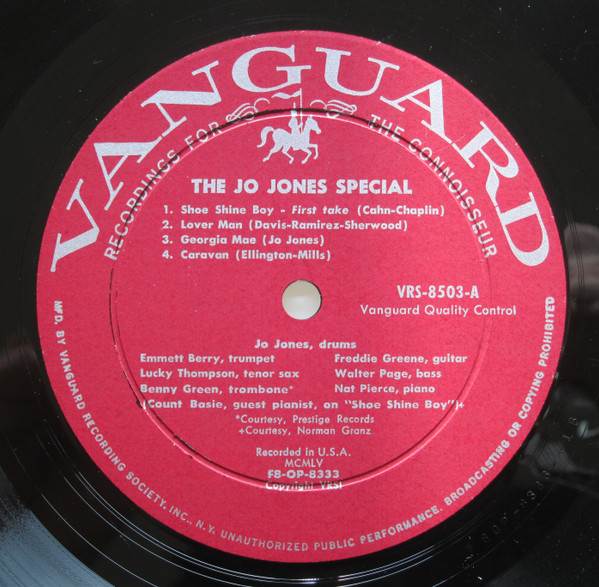 VANGUARD
RECORDINGS FOR THE CONNOISSEUR
THE JO JONES SPECIAL
1. Shoe Shine Boy - First take (Cahn-Chaplin)
2. Lover Man (Davis-Ramirez-Sherwood)
3. Georgia Mae (Jo Jones)
4. Caravan (Ellington-Mills)
VRS-8503-A
Vanguard Quality Control
Jo Jones, drums
Emmett Berry, trumpet Freddie Greene, guitar
Lucky Thompson, tenor sax Walter Page, bass
Benny Green, trombone* Nat Pierce, piano
(Count Basie, guest pianist, on "Shoe Shine Boy")+
*Courtesy, Prestige Records
+Courtesy, Norman Granz
Recorded in U.S.A.
MCMLV
F8-OP-8333
Copyright VRSI
MFD. BY VANGUARD RECORDING SOCIETY, INC., N.Y. UNAUTHORIZED PUBLIC PERFORMANCE, BROADCASTING OR COPYING PROHIBITED